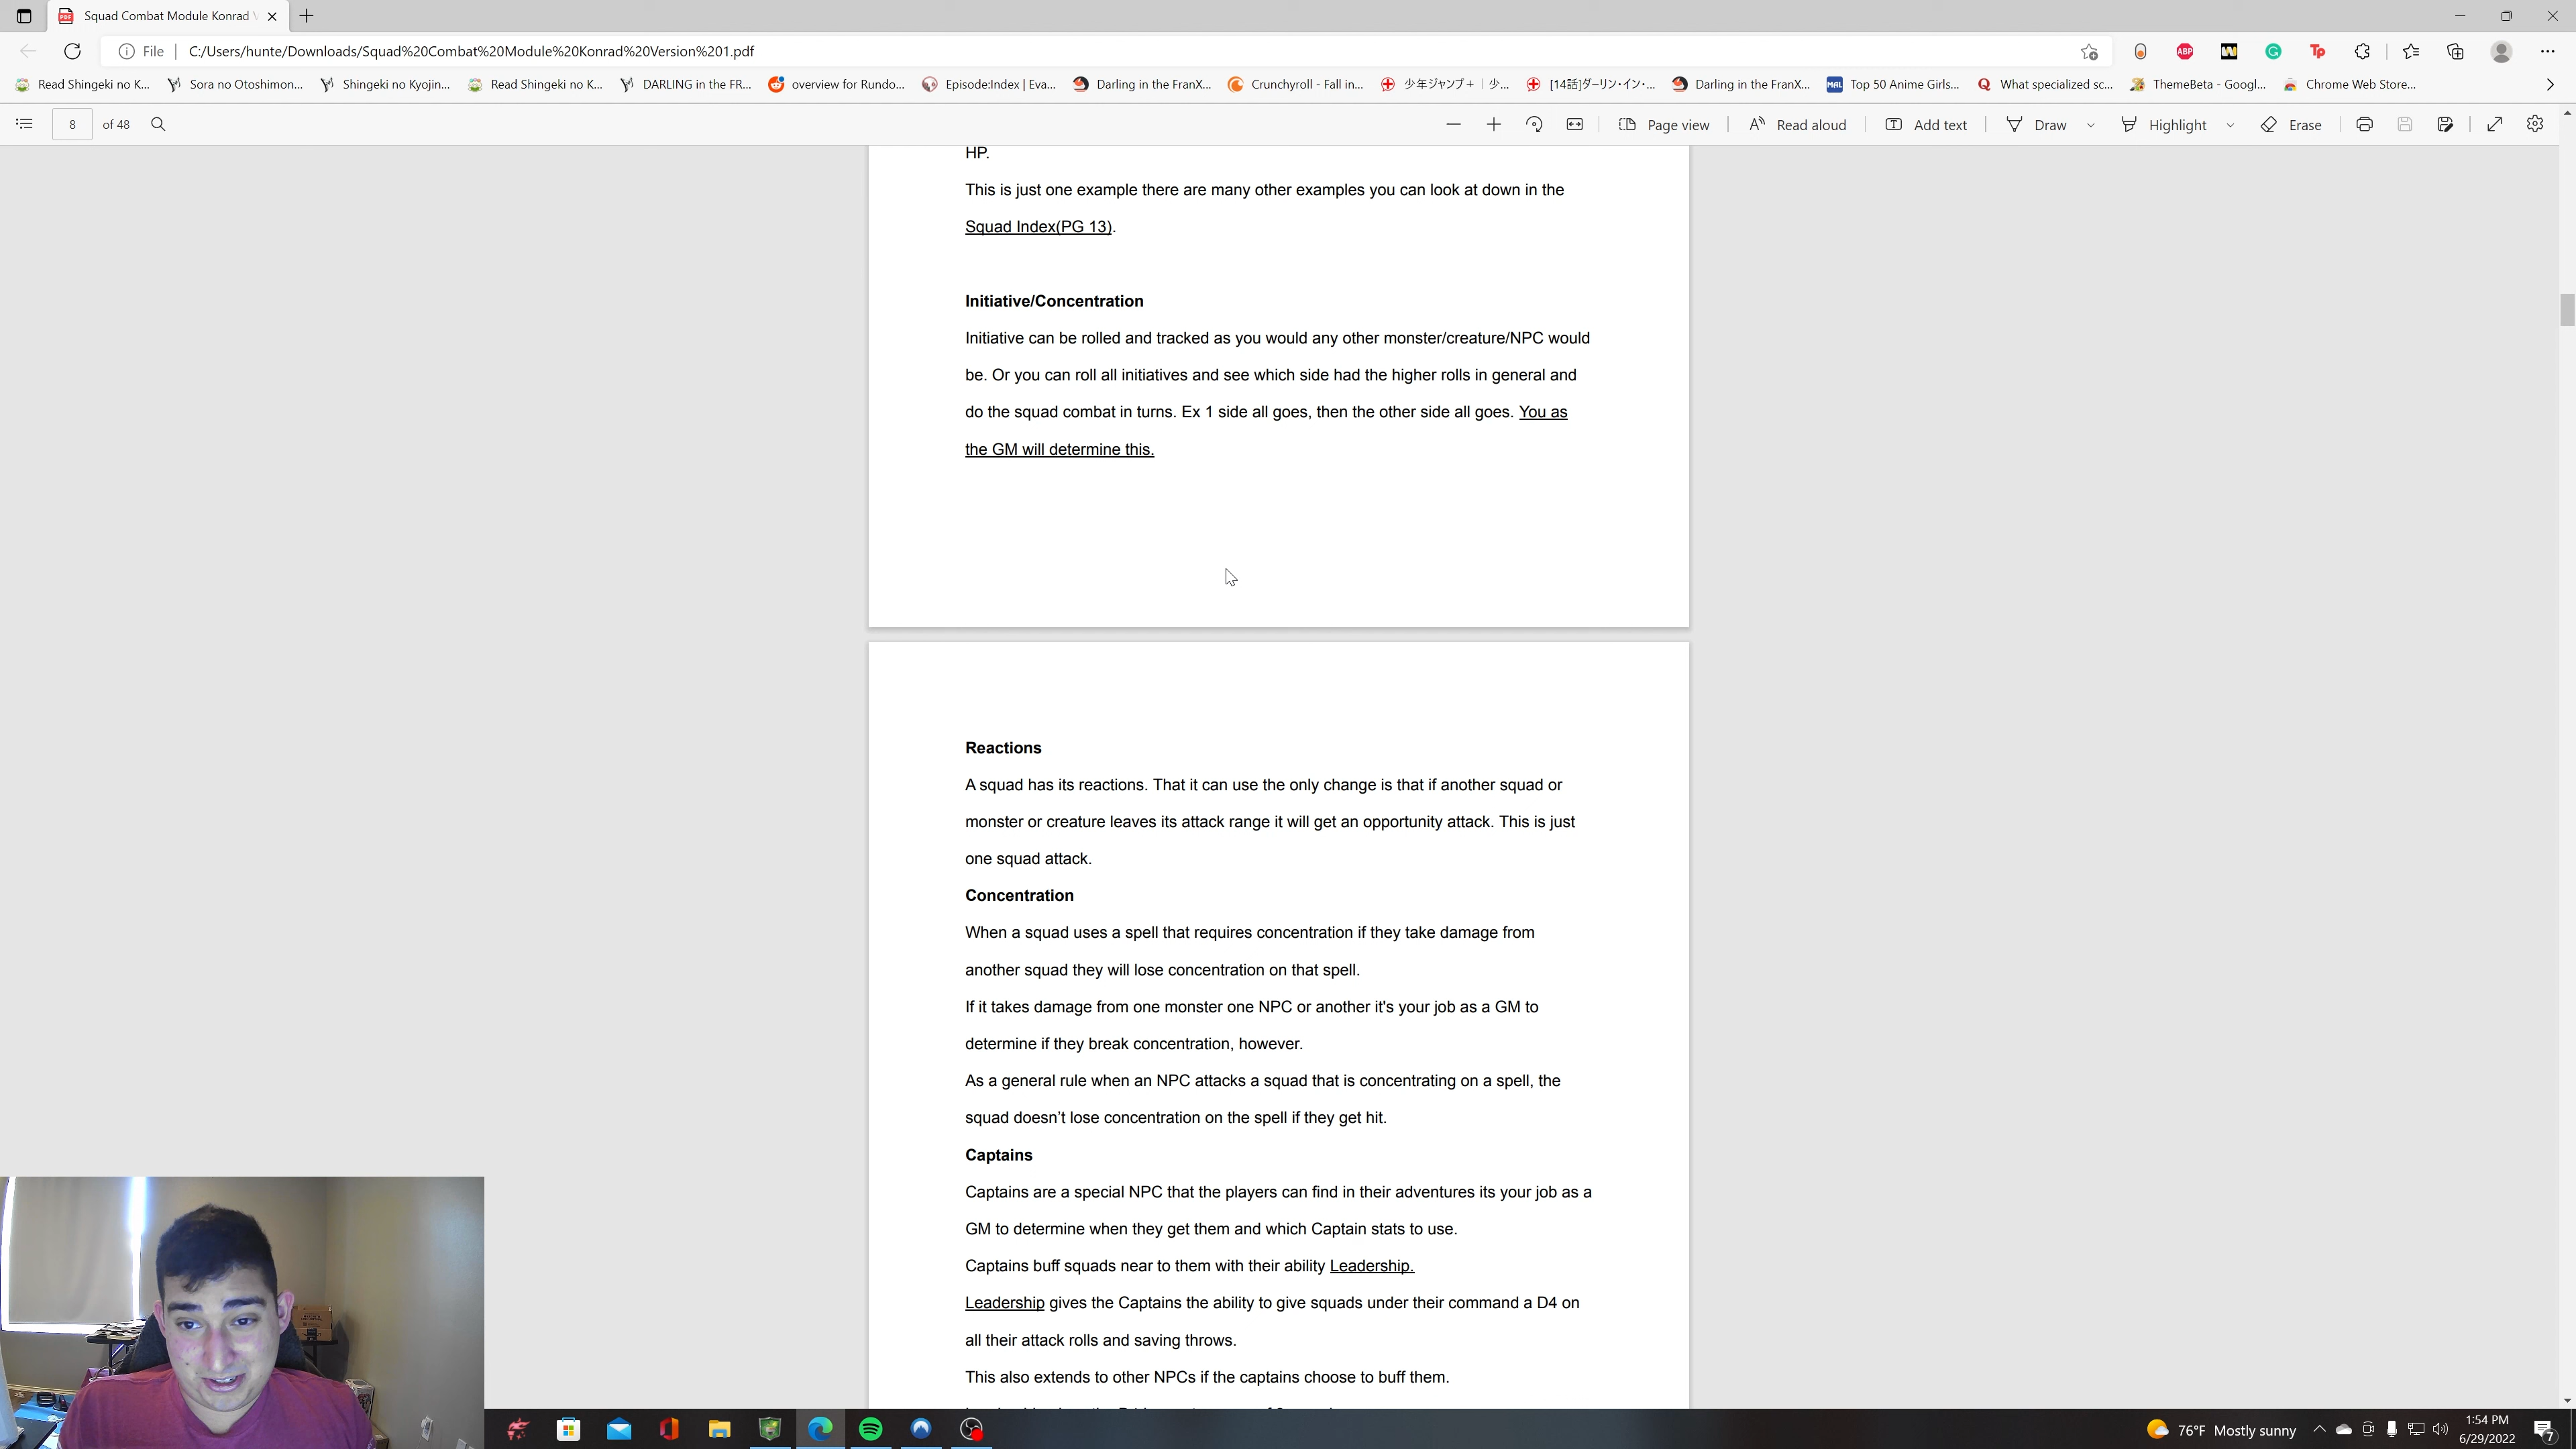 Squad Combat Module Konrad V
File
C:/Users/hunte/Downloads/Squad%20Combat%20Module%20Konrad%20Version%201.pdf
ABP
Tp
Read Shingeki no K...
Sora no Otoshimon...
Shingeki no Kyojin...
Read Shingeki no K...
DARLING in the FR...
overview for Rundo...
Episode:Index | Eva...
Darling in the FranX...
Crunchyroll - Fall in...
少年ジャンプ+ | 少...
[14話]ダーリン・イン・...
Darling in the FranX...
MAL
Top 50 Anime Girls...
What specialized sc...
ThemeBeta - Googl...
Chrome Web Store...
8 of 48
Page view
Read aloud
Add text
Draw
Highlight
Erase
HP.
This is just one example there are many other examples you can look at down in the
Squad Index(PG 13).
Initiative/Concentration
Initiative can be rolled and tracked as you would any other monster/creature/NPC would
be. Or you can roll all initiatives and see which side had the higher rolls in general and
do the squad combat in turns. Ex 1 side all goes, then the other side all goes. You as
the GM will determine this.
Reactions
A squad has its reactions. That it can use the only change is that if another squad or
monster or creature leaves its attack range it will get an opportunity attack. This is just
one squad attack.
Concentration
When a squad uses a spell that requires concentration if they take damage from
another squad they will lose concentration on that spell.
If it takes damage from one monster one NPC or another it's your job as a GM to
determine if they break concentration, however.
As a general rule when an NPC attacks a squad that is concentrating on a spell, the
squad doesn’t lose concentration on the spell if they get hit.
Captains
Captains are a special NPC that the players can find in their adventures its your job as a
GM to determine when they get them and which Captain stats to use.
Captains buff squads near to them with their ability Leadership.
Leadership gives the Captains the ability to give squads under their command a D4 on
all their attack rolls and saving throws.
This also extends to other NPCs if the captains choose to buff them.
76°F Mostly sunny
1:54 PM
6/29/2022
7